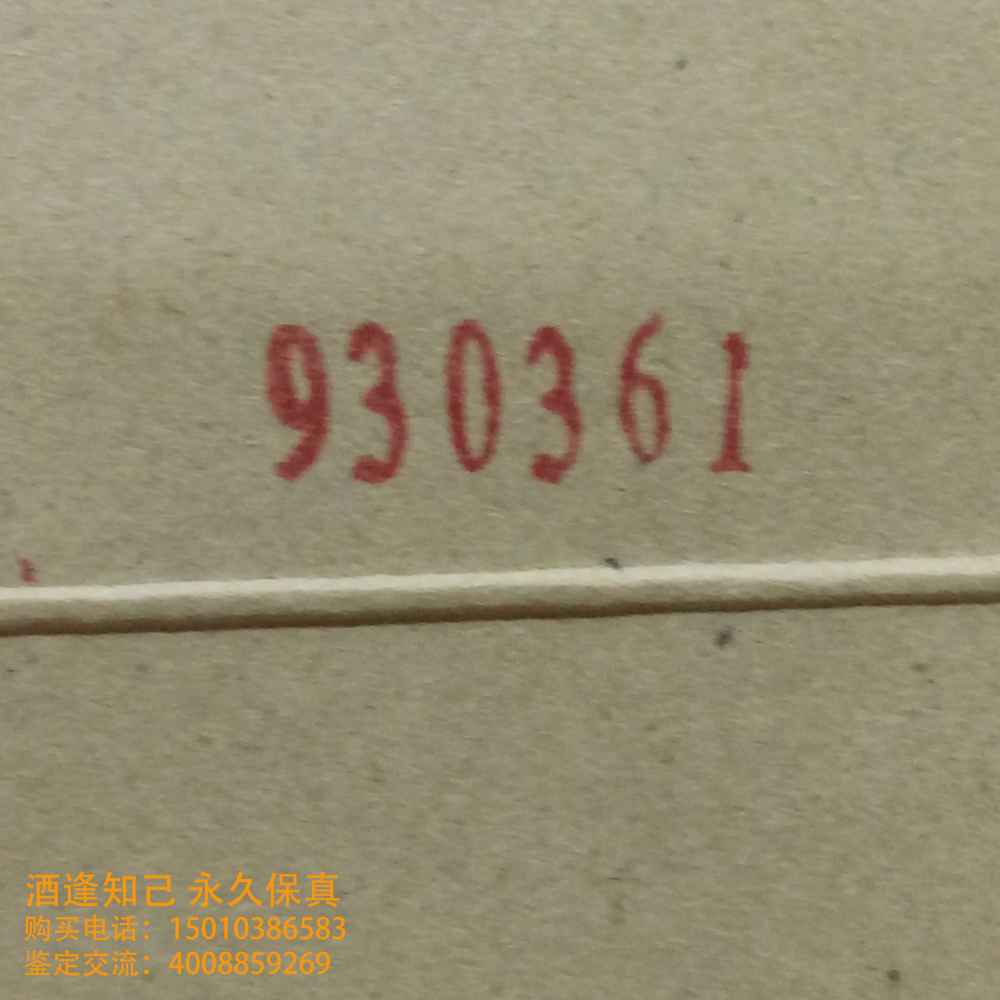 930361
酒逢知己 永久保真
购买电话：15010386583
鉴定交流：4008859269